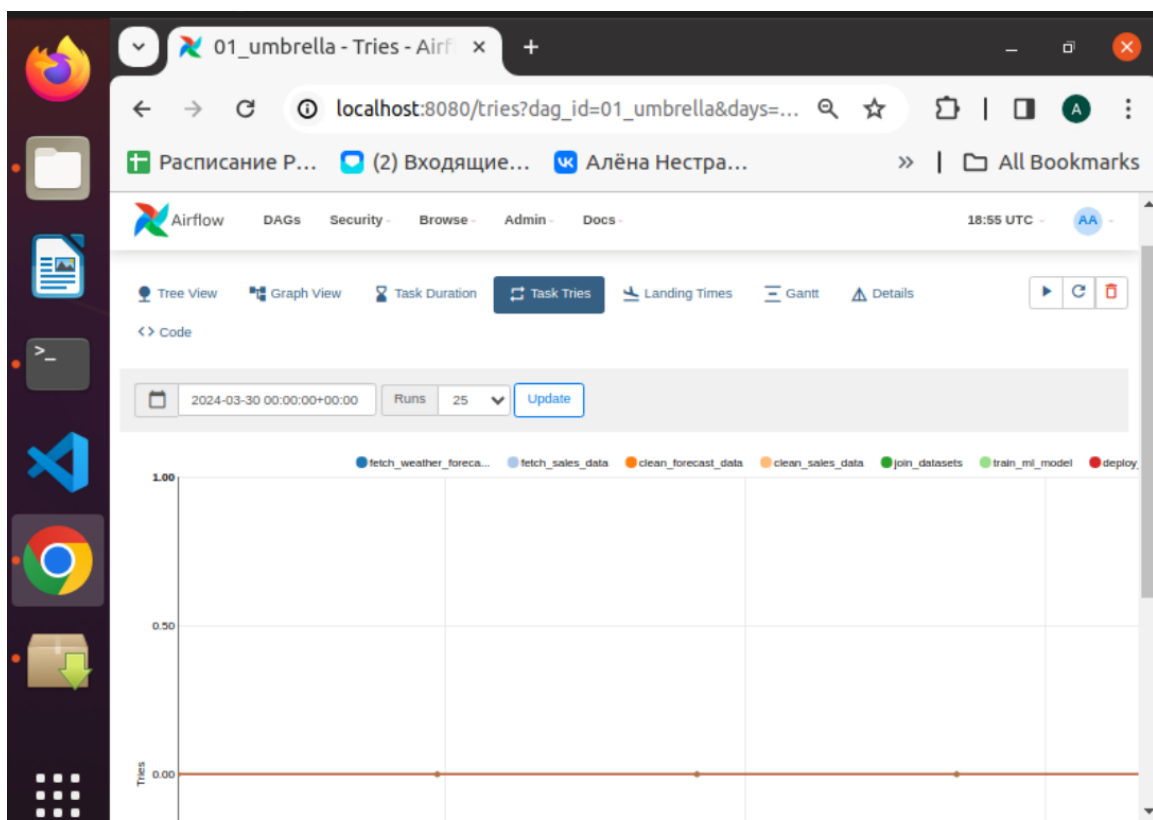 01_umbrella - Tries - Airf
localhost:8080/tries?dag_id=01_umbrella&days=...
A
Расписание Р... (2) Входящие... Алёна Нестра... » All Bookmarks
Airflow DAGs Security Browse Admin Docs 18:55 UTC AA
Tree View Graph View Task Duration Task Tries Landing Times Gantt Details
<> Code
2024-03-30 00:00:00+00:00 Runs 25 Update
fetch_weather_foreca... fetch_sales_data clean_forecast_data clean_sales_data join_datasets train_ml_model deploy_
1.00
0.50
0.00
Tries